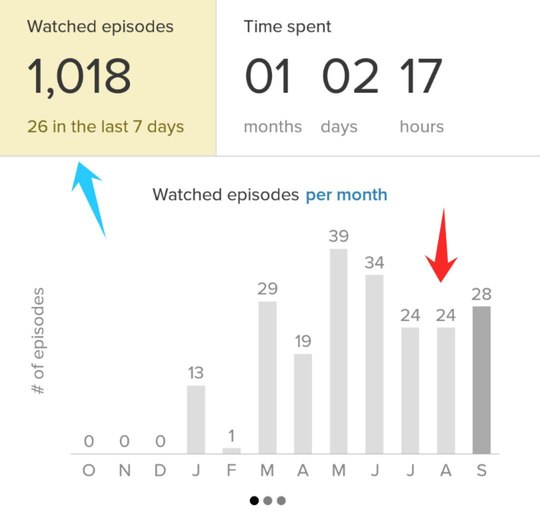 Watched episodes
1,018
26 in the last 7 days
Time spent
01 02 17
months days hours
Watched episodes per month
# of episodes
0 0 0 13 1 29 19 39 34 24 24 28
O N D J F M A M J J A S